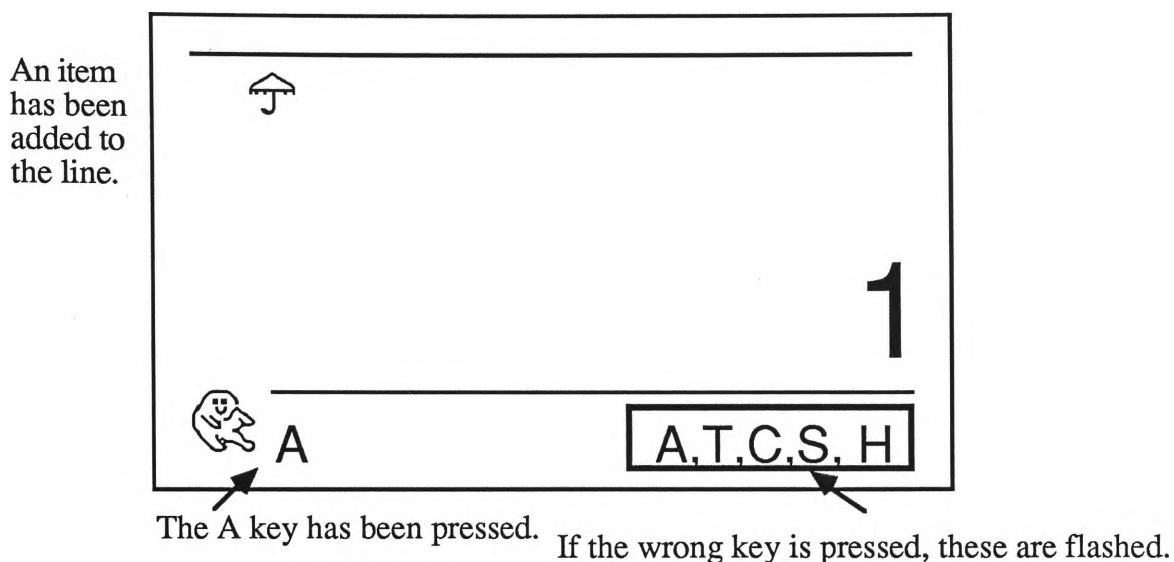 An item
has been
added to
the line.
1
A
A,T,C,S, H
The A key has been pressed.
If the wrong key is pressed, these are flashed.